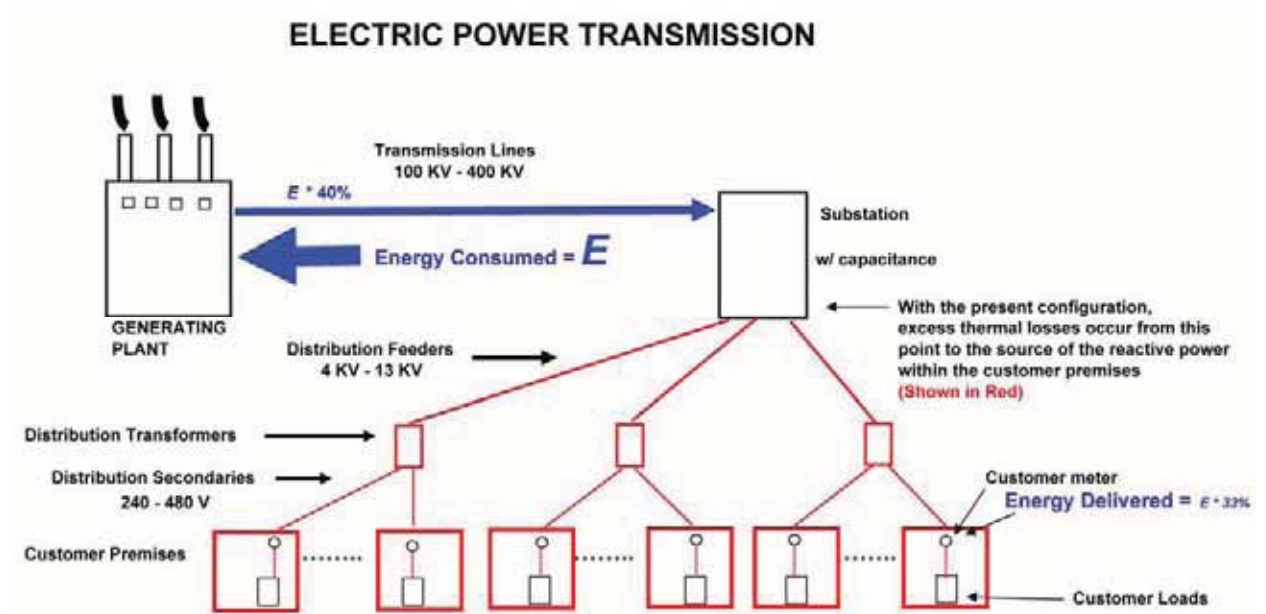 ELECTRIC POWER TRANSMISSION
Transmission Lines
100 KV - 400 KV
E * 40%
Energy Consumed = E
Substation
w/ capacitance
GENERATING
PLANT
With the present configuration,
excess thermal losses occur from this
point to the source of the reactive power
within the customer premises
(Shown in Red)
Distribution Feeders
4 KV - 13 KV
Distribution Transformers
Distribution Secondaries
240 - 480 V
Customer meter
Energy Delivered = E * 33%
Customer Premises
Customer Loads